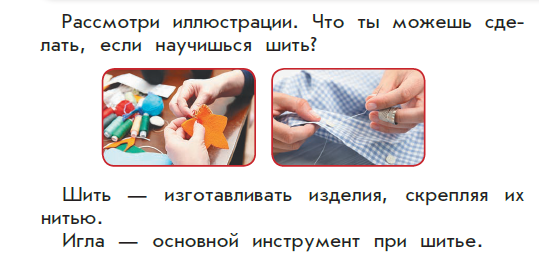 Рассмотри иллюстрации. Что ты можешь сде-
лать, если научишься шить?
Шить — изготавливать изделия, скрепляя их
нитью.
Игла — основной инструмент при шитье.